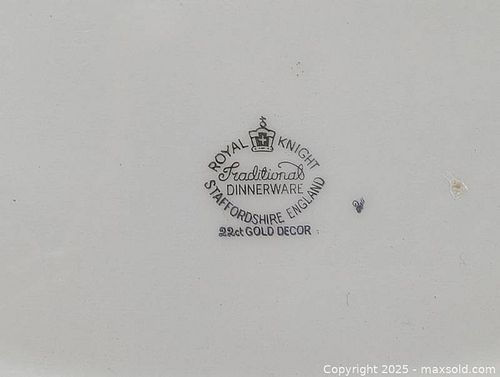 ROYAL KNIGHT
Traditional
DINNERWARE
STAFFORDSHIRE ENGLAND
22ct GOLD DECOR
Copyright 2025 - maxsold.com